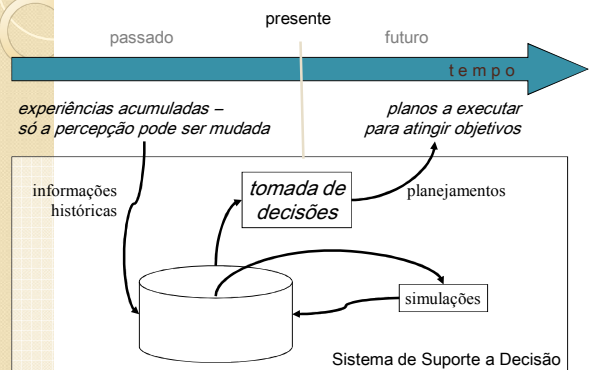 presente
passado
futuro
tempo
experiências acumuladas –
só a percepção pode ser mudada
planos a executar
para atingir objetivos
informações
históricas
tomada de
decisões
planejamentos
simulações
Sistema de Suporte a Decisão